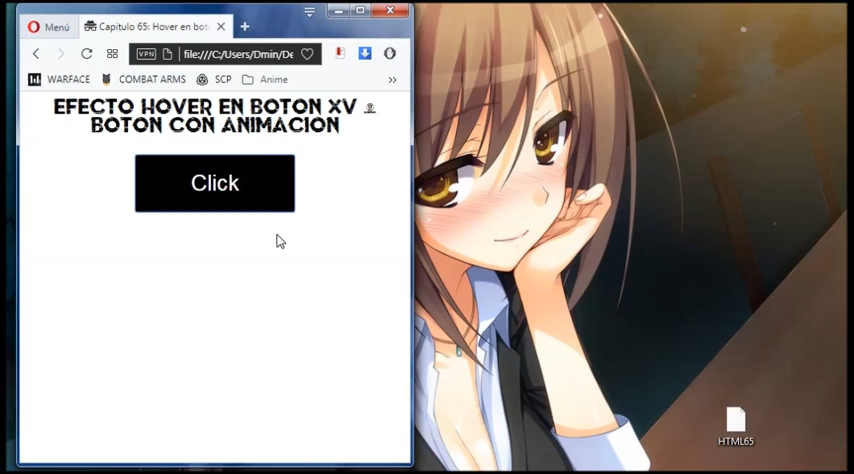 Menú
Capitulo 65: Hover en bot
VPN
file:///C:/Users/Dmin/De
WARFACE
COMBAT ARMS
SCP
Anime
EFECTO HOVER EN BOTON XV
BOTON CON ANIMACION
Click
HTML65